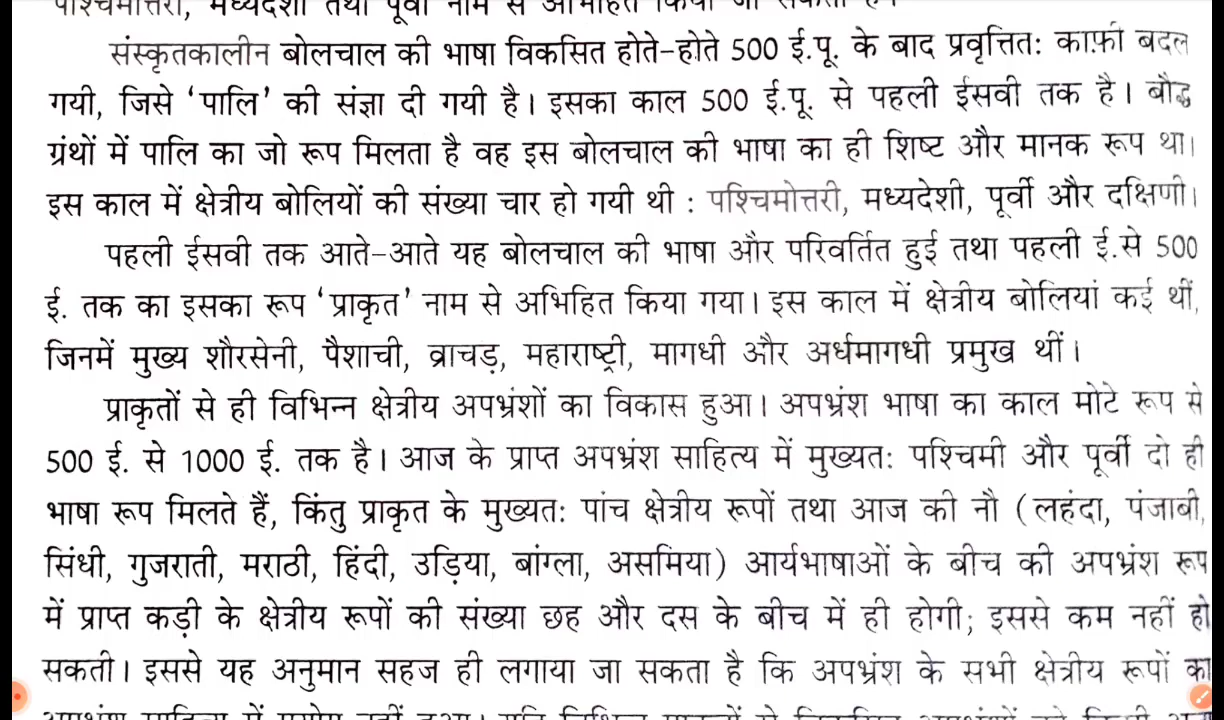 पश्चिमोत्तरी, मध्यदेशी तथा पूर्वी नाम से अभिहित किया जा सकता है।
संस्कृतकालीन बोलचाल की भाषा विकसित होते-होते 500 ई.पू. के बाद प्रवृत्तितः काफ़ी बदल
गयी, जिसे ‘पालि’ की संज्ञा दी गयी है। इसका काल 500 ई.पू. से पहली ईसवी तक है। बौद्ध
ग्रंथों में पालि का जो रूप मिलता है वह इस बोलचाल की भाषा का ही शिष्ट और मानक रूप था।
इस काल में क्षेत्रीय बोलियों की संख्या चार हो गयी थी : पश्चिमोत्तरी, मध्यदेशी, पूर्वी और दक्षिणी।
पहली ईसवी तक आते-आते यह बोलचाल की भाषा और परिवर्तित हुई तथा पहली ई.से 500
ई. तक का इसका रूप ‘प्राकृत’ नाम से अभिहित किया गया। इस काल में क्षेत्रीय बोलियां कई थीं,
जिनमें मुख्य शौरसेनी, पैशाची, व्राचड़, महाराष्ट्री, मागधी और अर्धमागधी प्रमुख थीं।
प्राकृतों से ही विभिन्न क्षेत्रीय अपभ्रंशों का विकास हुआ। अपभ्रंश भाषा का काल मोटे रूप से
500 ई. से 1000 ई. तक है। आज के प्राप्त अपभ्रंश साहित्य में मुख्यतः पश्चिमी और पूर्वी दो ही
भाषा रूप मिलते हैं, किंतु प्राकृत के मुख्यतः पांच क्षेत्रीय रूपों तथा आज की नौ (लहंदा, पंजाबी,
सिंधी, गुजराती, मराठी, हिंदी, उड़िया, बांग्ला, असमिया) आर्यभाषाओं के बीच की अपभ्रंश रूप
में प्राप्त कड़ी के क्षेत्रीय रूपों की संख्या छह और दस के बीच में ही होगी; इससे कम नहीं हो
सकती। इससे यह अनुमान सहज ही लगाया जा सकता है कि अपभ्रंश के सभी क्षेत्रीय रूपों का